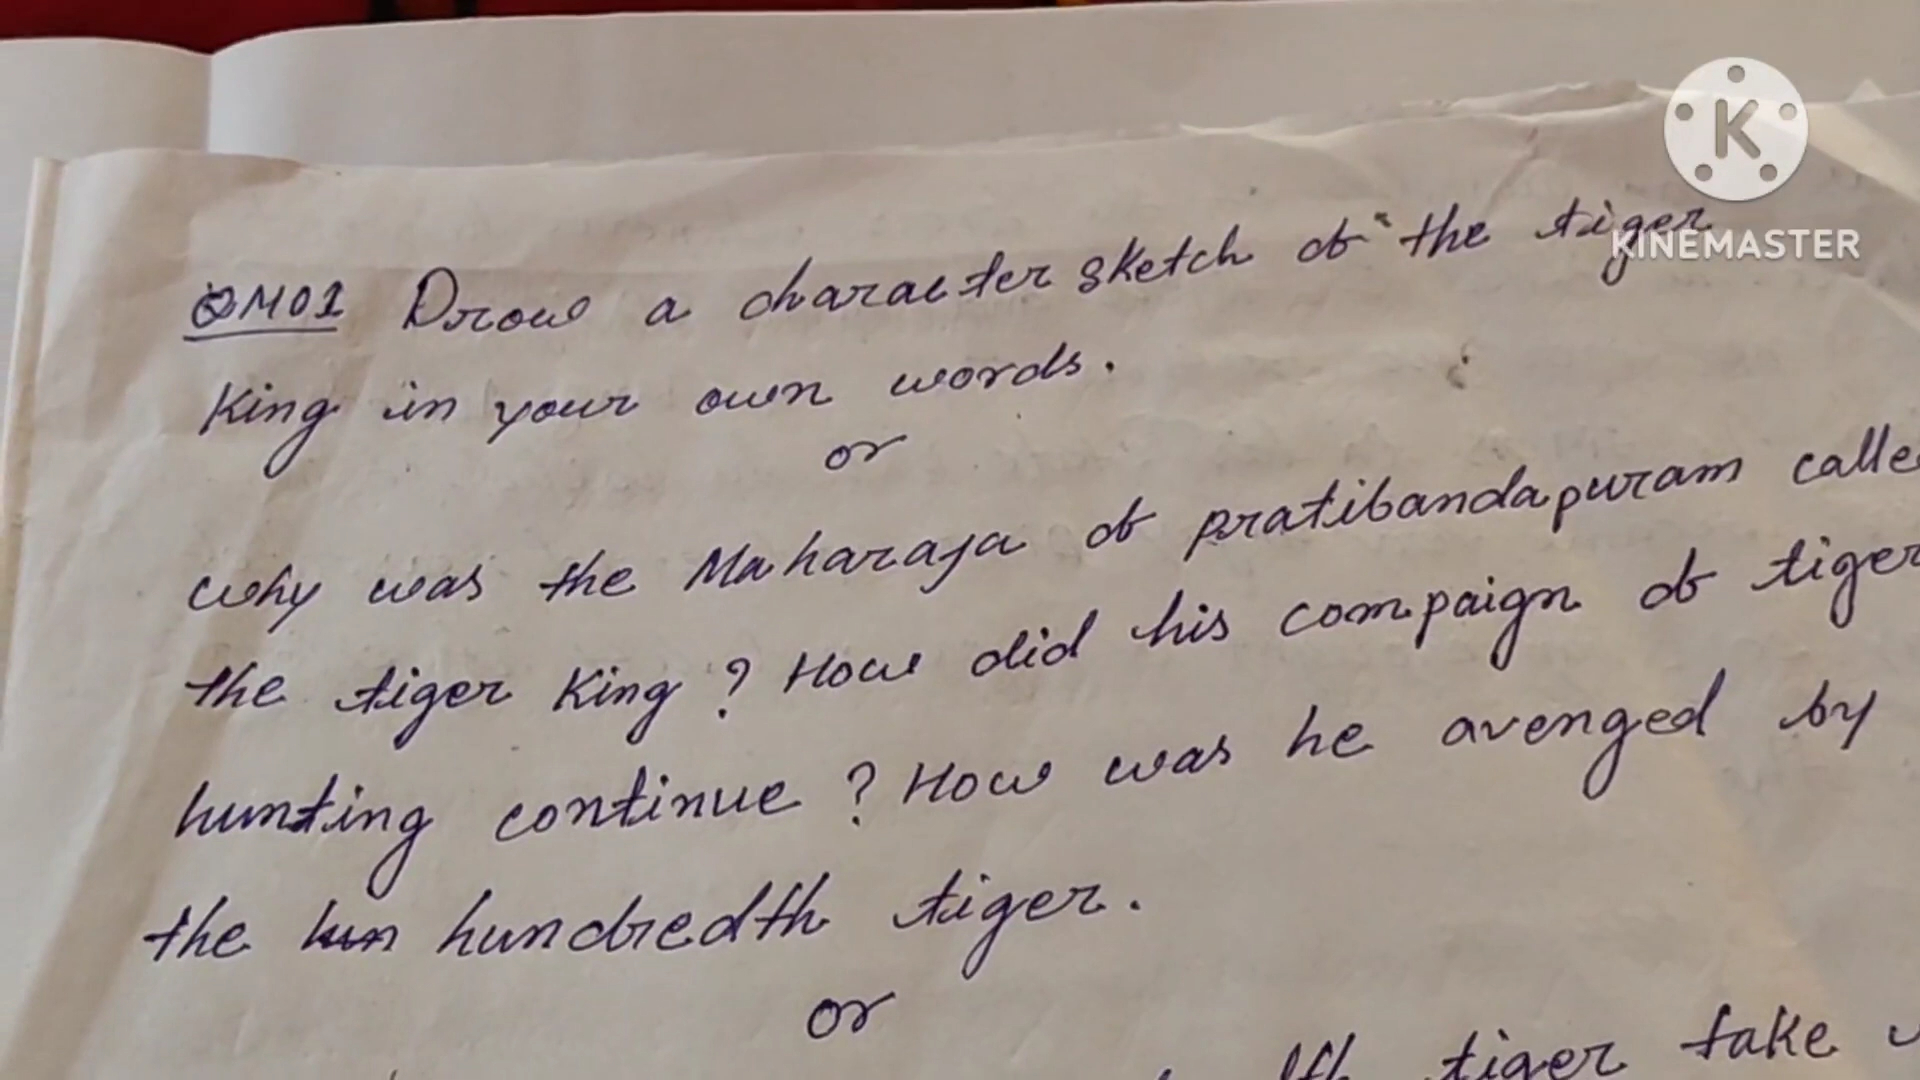 K
KINEMASTER
QNO1 Draw a character sketch of the tiger
King in your own words.
or
why was the Maharaja of pratibandapuram calle
the tiger King ? How did his compaign of tiger
hunting continue ? How was he avenged by
the hun hundredth tiger.
or
tiger take